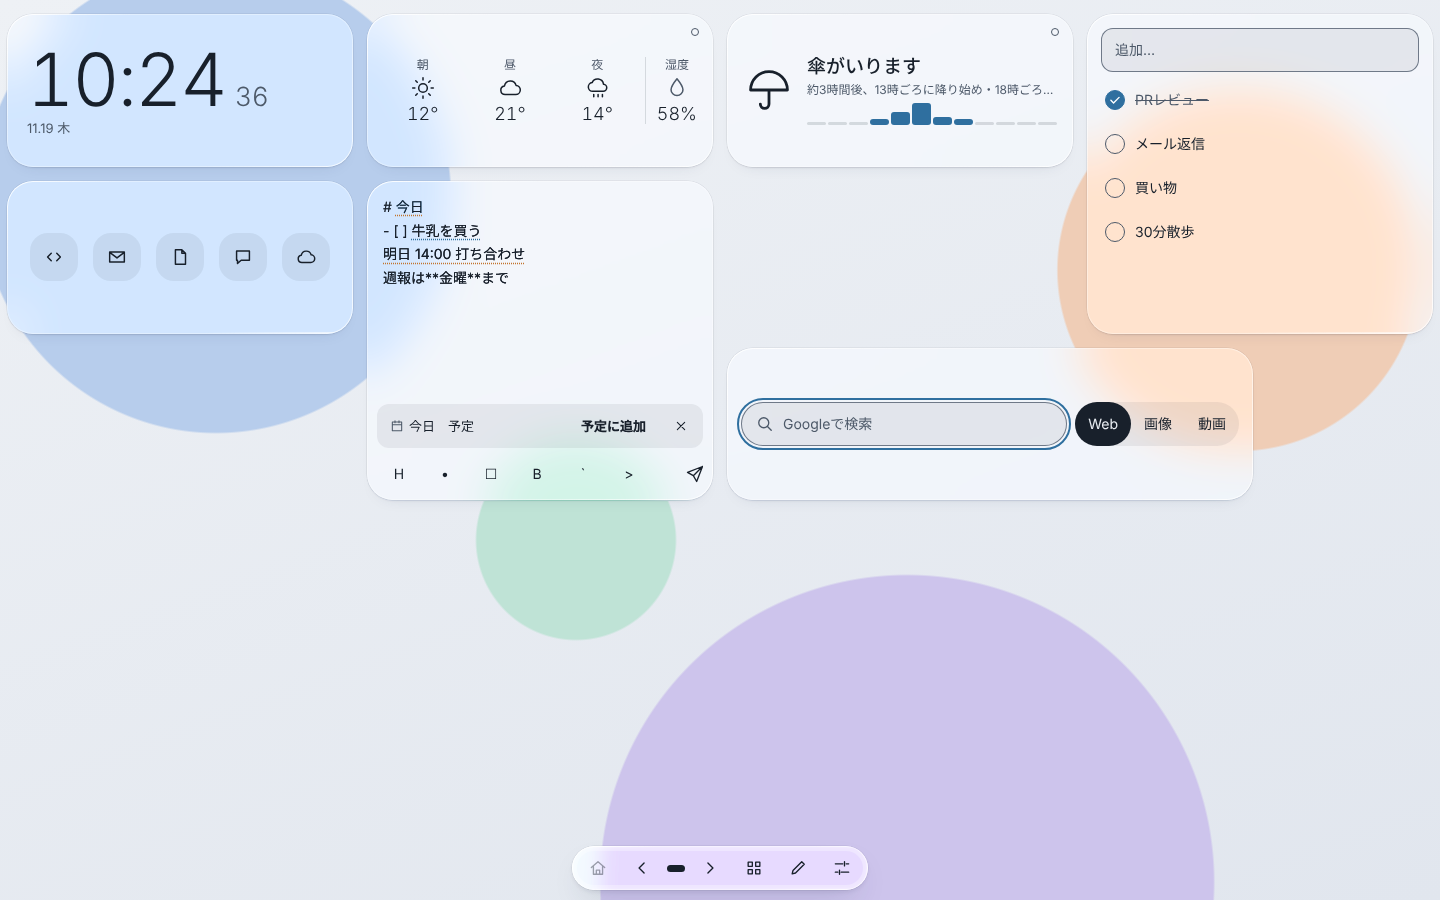 10:24 36
11.19 木
朝 昼 夜 湿度
12° 21° 14° 58%
傘がいります
約3時間後、13時ごろに降り始め・18時ごろ…
追加...
PRレビュー
メール返信
買い物
30分散歩
# 今日
- [ ] 牛乳を買う
明日 14:00 打ち合わせ
週報は**金曜**まで
今日 予定 予定に追加
H • □ B ` >
Googleで検索
Web 画像 動画